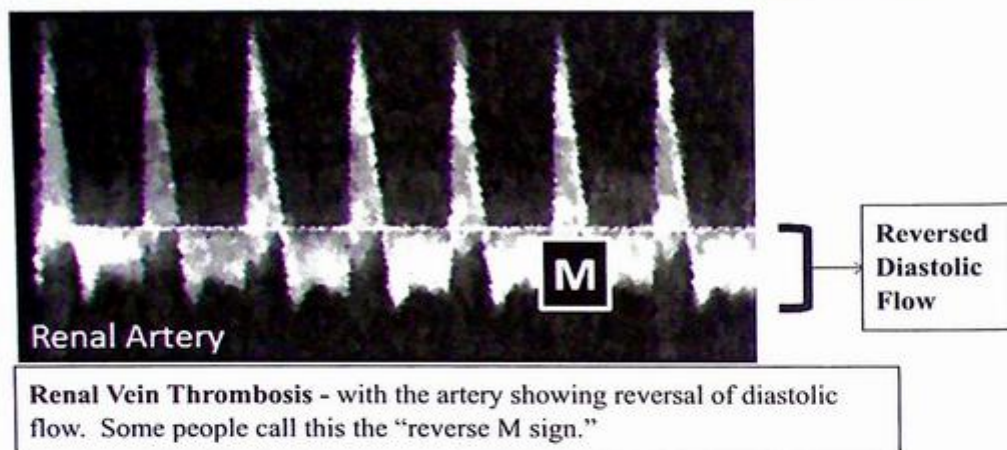 M
Reversed
Diastolic
Flow
Renal Artery
Renal Vein Thrombosis - with the artery showing reversal of diastolic
flow. Some people call this the “reverse M sign.”